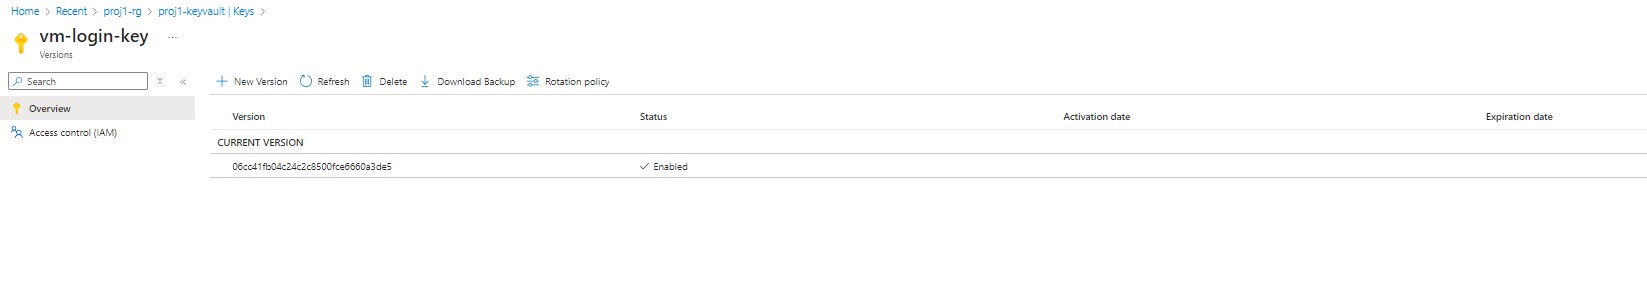 Home > Recent > proj1-rg > proj1-keyvault | Keys >
vm-login-key ...
Versions
Search
New Version Refresh Delete Download Backup Rotation policy
Overview
Access control (IAM)
Version Status Activation date Expiration date
CURRENT VERSION
06cc41fb04c24c2c8500fce6660a3de5 Enabled